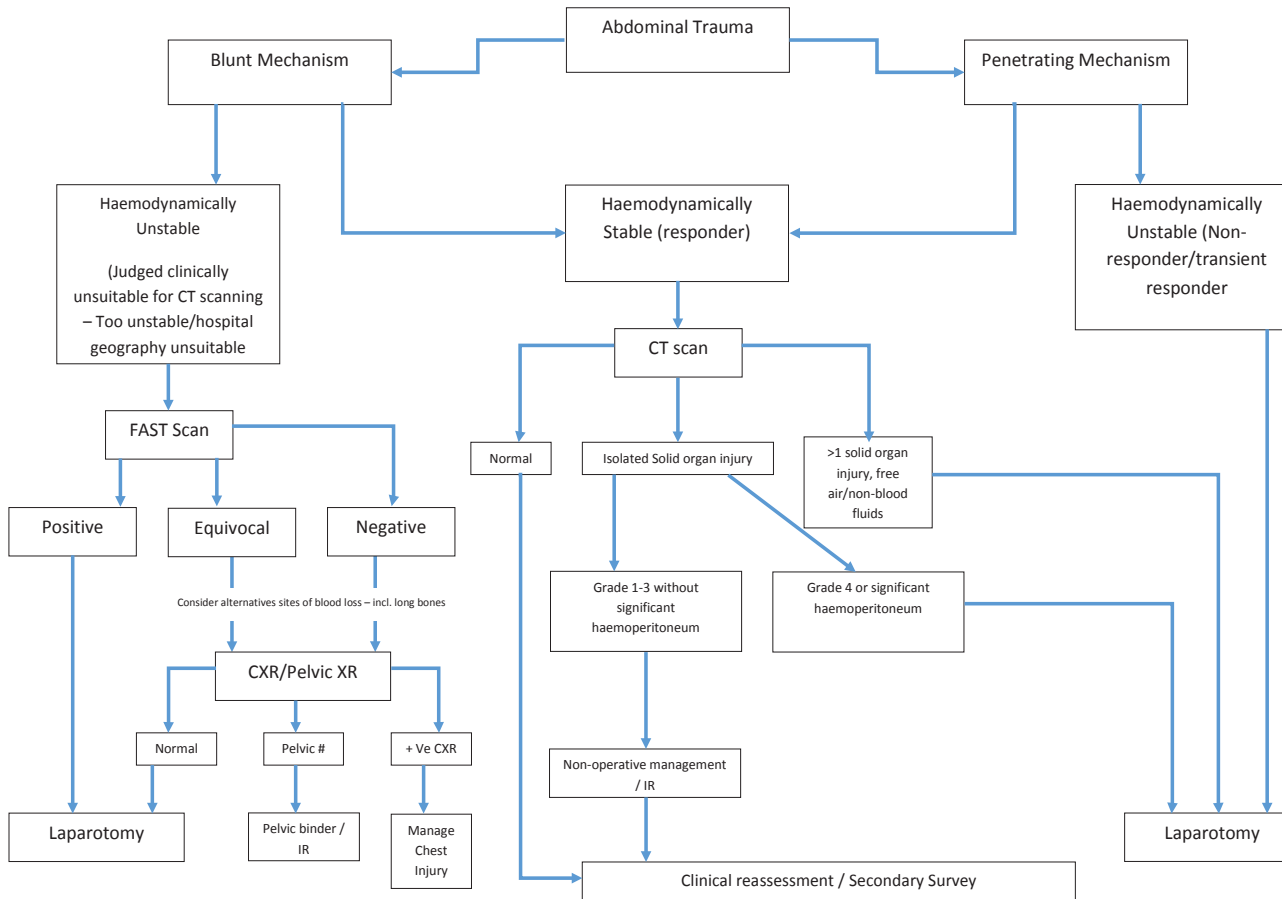 Abdominal Trauma
Blunt Mechanism
Penetrating Mechanism
Haemodynamically
Unstable
(Judged clinically
unsuitable for CT scanning
– Too unstable/hospital
geography unsuitable
Haemodynamically
Stable (responder)
Haemodynamically
Unstable (Non-
responder/transient
responder
CT scan
FAST Scan
Normal
Isolated Solid organ injury
>1 solid organ
injury, free
air/non-blood
fluids
Positive
Equivocal
Negative
Consider alternatives sites of blood loss – incl. long bones
Grade 1-3 without
significant
haemoperitoneum
Grade 4 or significant
haemoperitoneum
CXR/Pelvic XR
Normal
Pelvic #
+ Ve CXR
Non-operative management
/ IR
Laparotomy
Pelvic binder /
IR
Manage
Chest
Injury
Laparotomy
Clinical reassessment / Secondary Survey